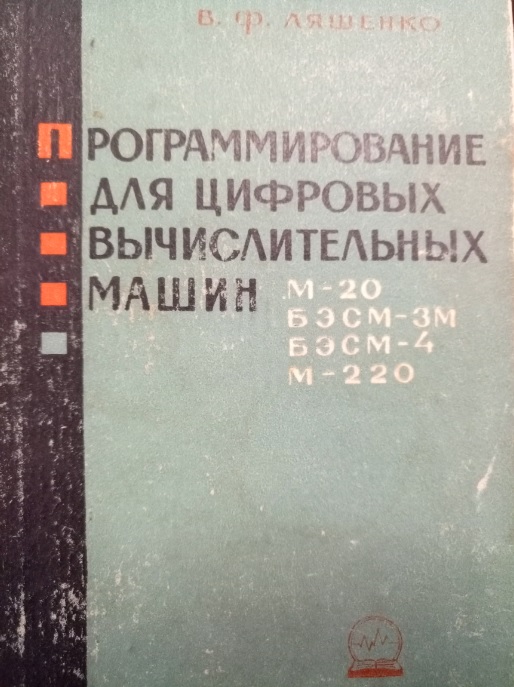 В. Ф. ЛЯШЕНКО
ПРОГРАММИРОВАНИЕ
ДЛЯ ЦИФРОВЫХ
ВЫЧИСЛИТЕЛЬНЫХ
МАШИН М-20
БЭСМ-3М
БЭСМ-4
М-220